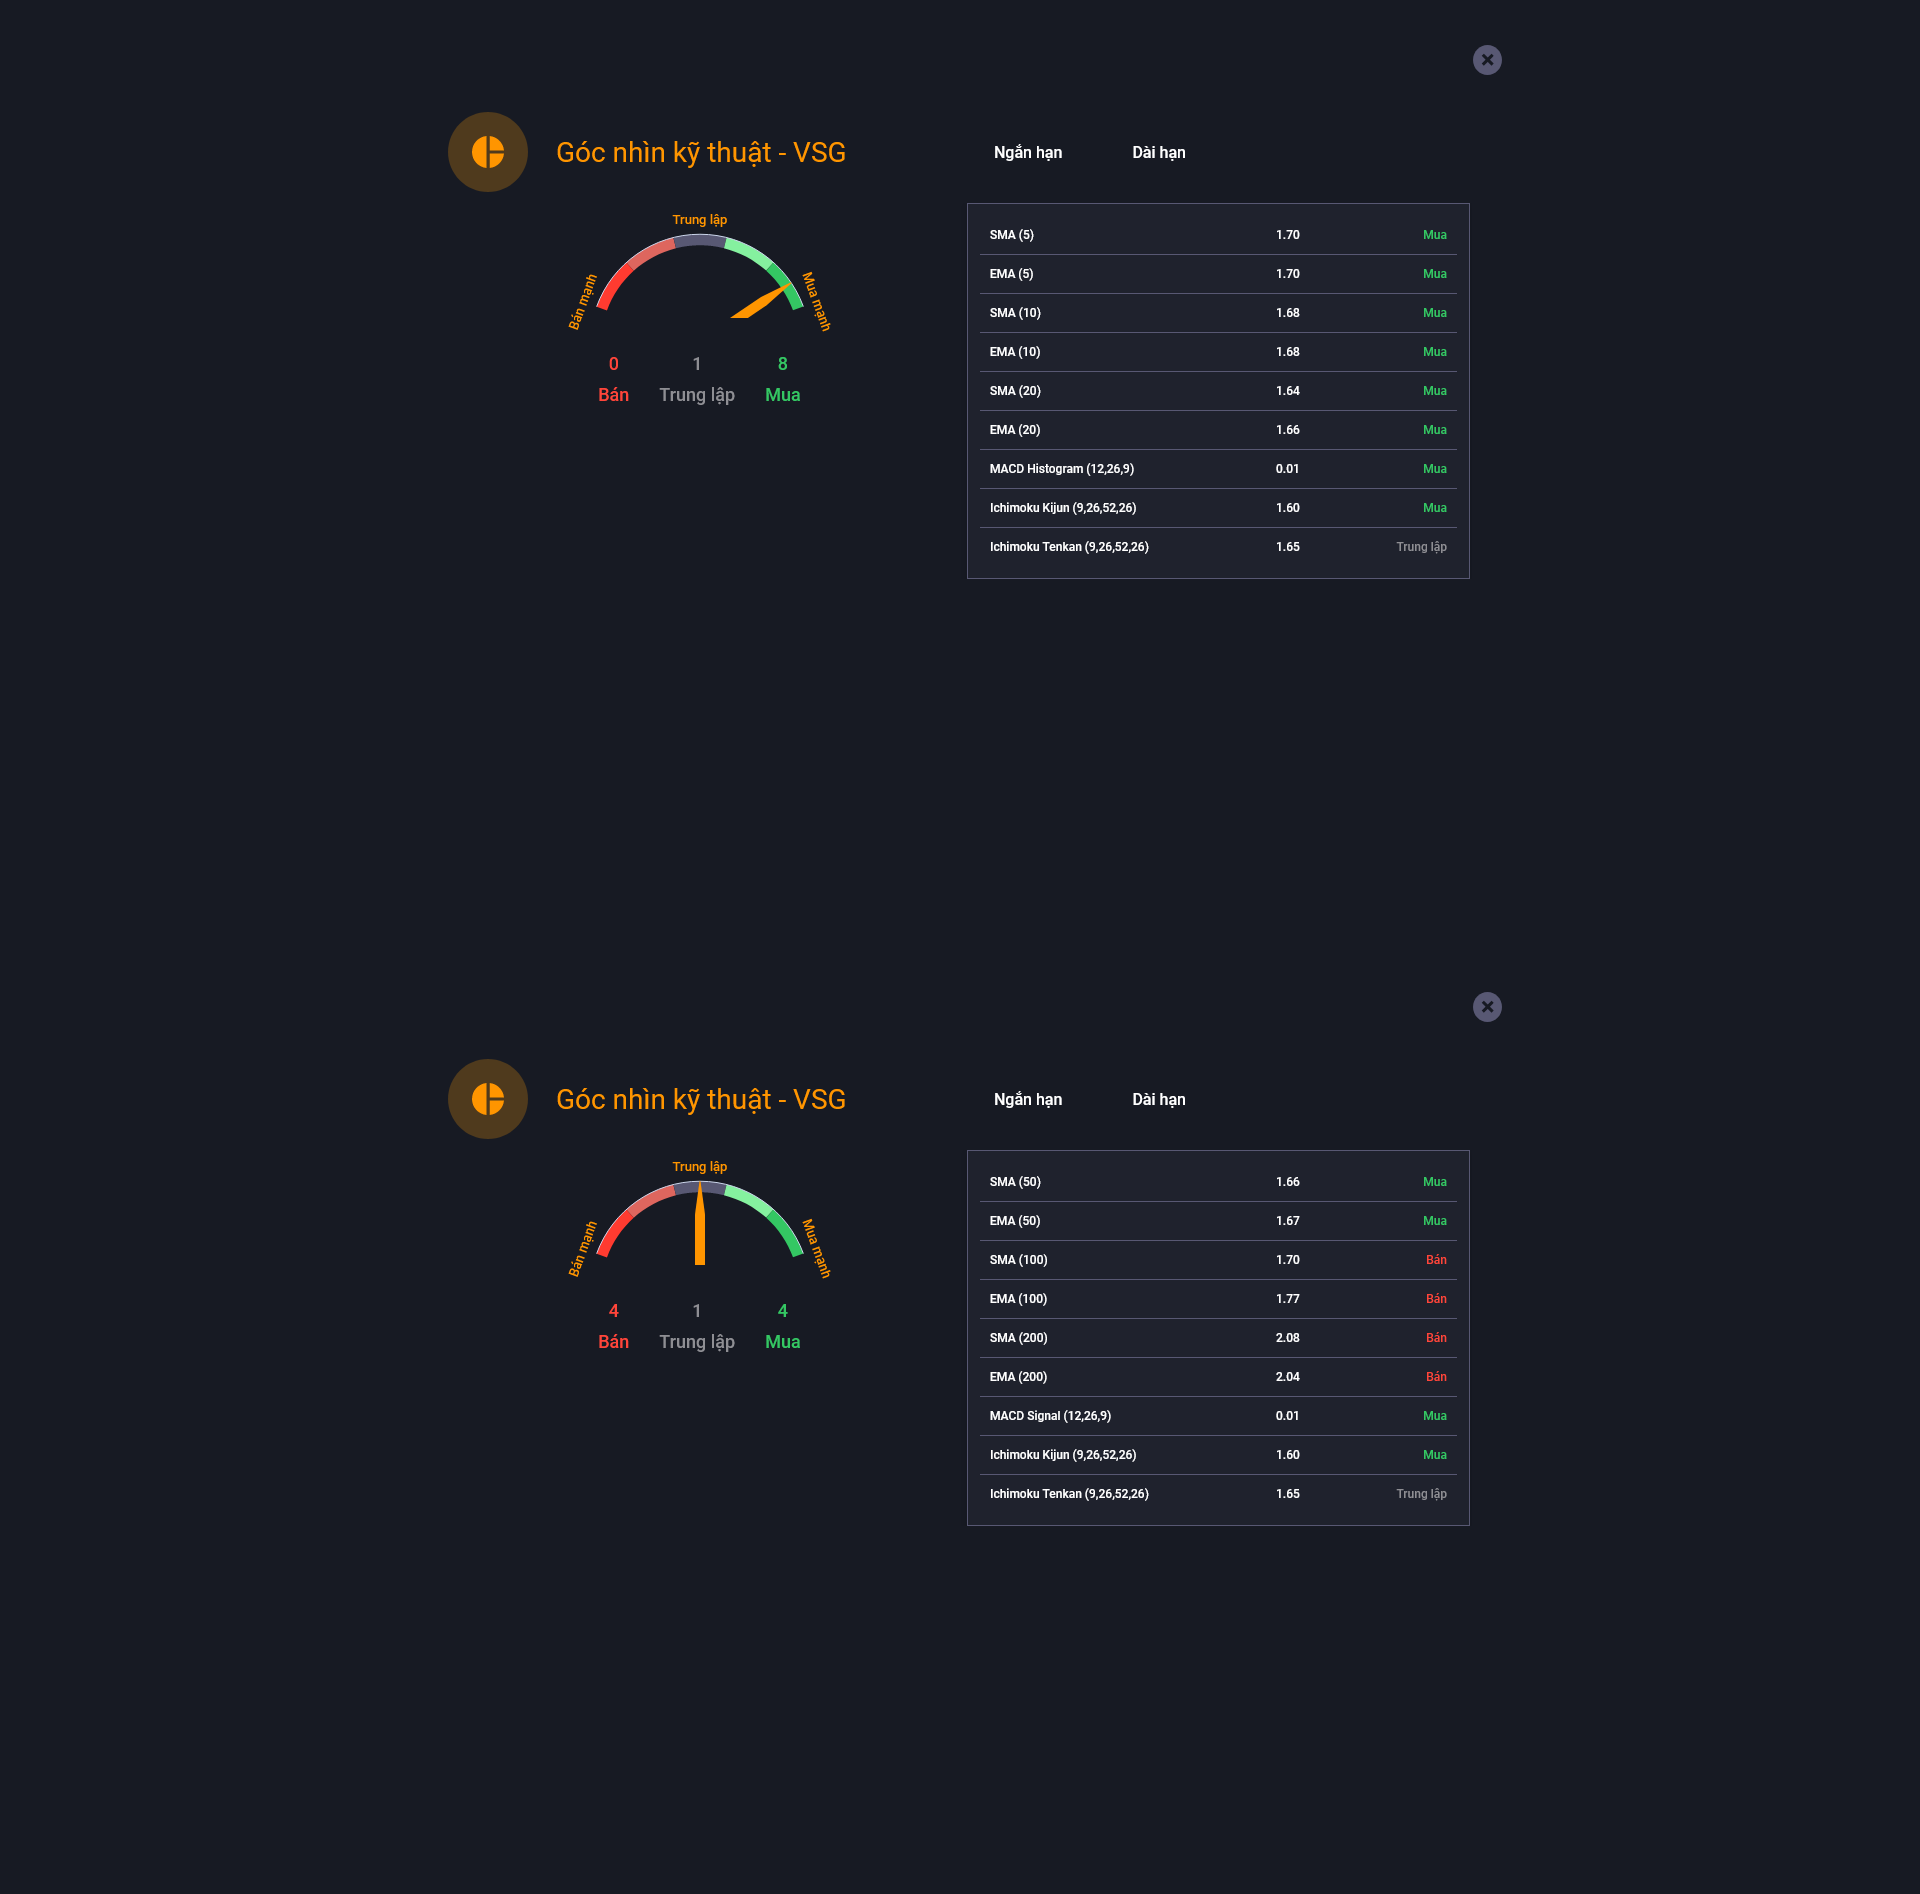 Góc nhìn kỹ thuật - VSG
Ngắn hạn Dài hạn
Trung lập
Bán mạnh
Mua mạnh
0 1 8
Bán Trung lập Mua
SMA (5) 1.70 Mua
EMA (5) 1.70 Mua
SMA (10) 1.68 Mua
EMA (10) 1.68 Mua
SMA (20) 1.64 Mua
EMA (20) 1.66 Mua
MACD Histogram (12,26,9) 0.01 Mua
Ichimoku Kijun (9,26,52,26) 1.60 Mua
Ichimoku Tenkan (9,26,52,26) 1.65 Trung lập
Góc nhìn kỹ thuật - VSG
Ngắn hạn Dài hạn
Trung lập
Bán mạnh
Mua mạnh
4 1 4
Bán Trung lập Mua
SMA (50) 1.66 Mua
EMA (50) 1.67 Mua
SMA (100) 1.70 Bán
EMA (100) 1.77 Bán
SMA (200) 2.08 Bán
EMA (200) 2.04 Bán
MACD Signal (12,26,9) 0.01 Mua
Ichimoku Kijun (9,26,52,26) 1.60 Mua
Ichimoku Tenkan (9,26,52,26) 1.65 Trung lập